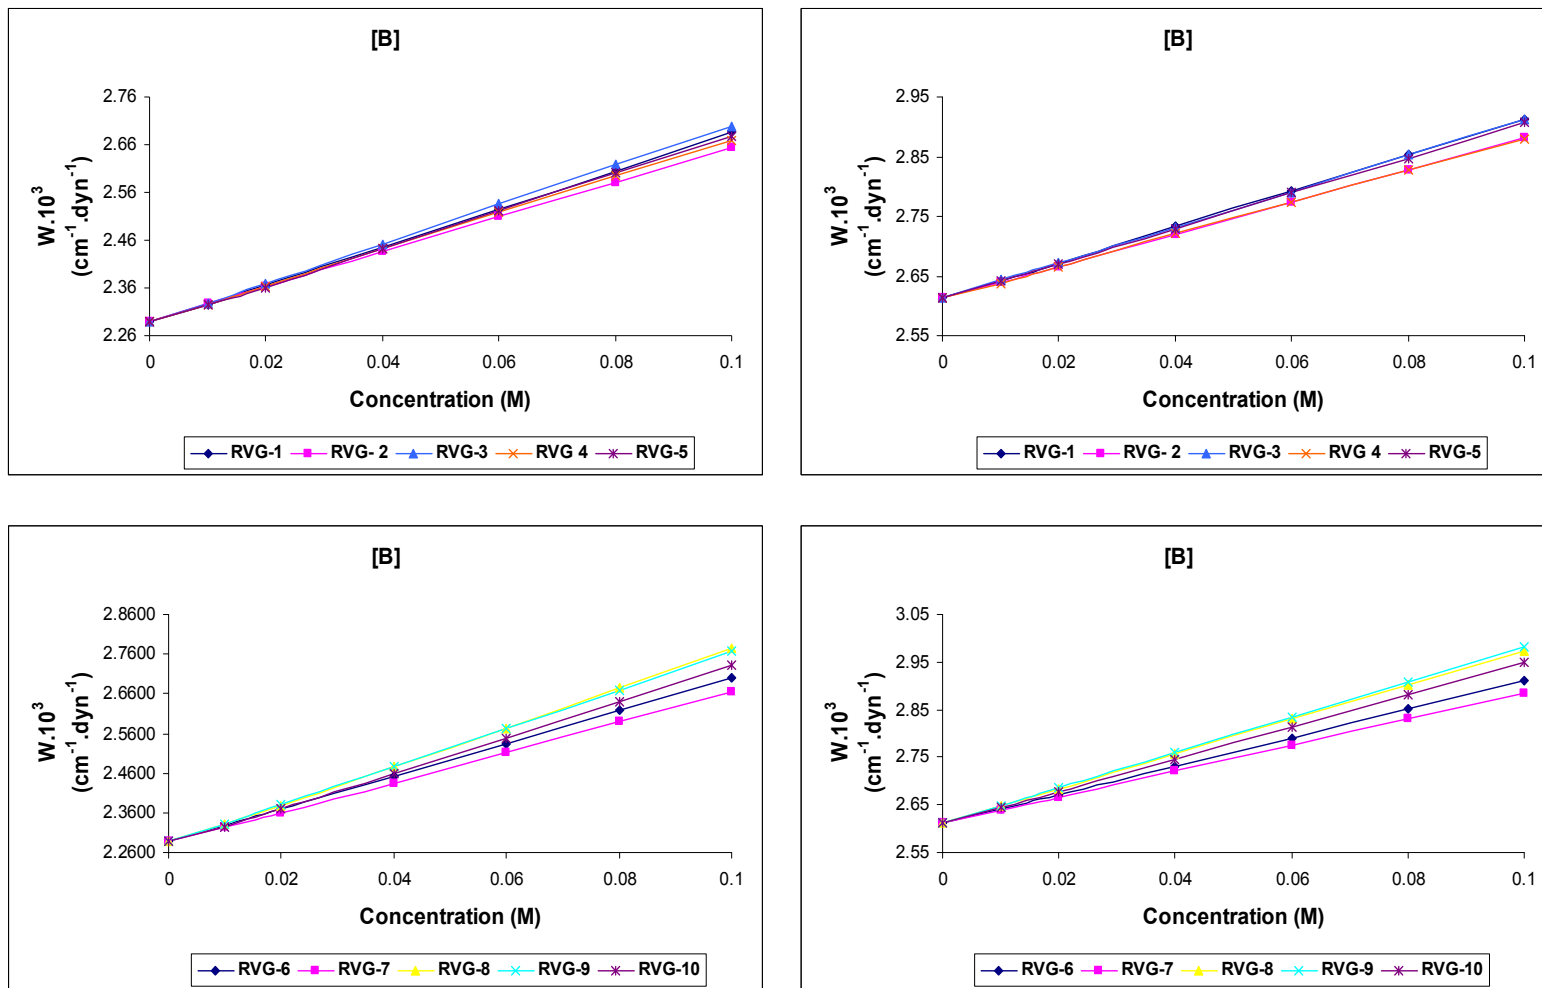 [B]
2.76
2.66
2.56
2.46
2.36
2.26
W.10³
(cm⁻¹.dyn⁻¹)
0 0.02 0.04 0.06 0.08 0.1
Concentration (M)
RVG-1 RVG- 2 RVG-3 RVG 4 RVG-5
[B]
2.95
2.85
2.75
2.65
2.55
W.10³
(cm⁻¹.dyn⁻¹)
0 0.02 0.04 0.06 0.08 0.1
Concentration (M)
RVG-1 RVG- 2 RVG-3 RVG 4 RVG-5
[B]
2.8600
2.7600
2.6600
2.5600
2.4600
2.3600
2.2600
W.10³
(cm⁻¹.dyn⁻¹)
0 0.02 0.04 0.06 0.08 0.1
Concentration (M)
RVG-6 RVG-7 RVG-8 RVG-9 RVG-10
[B]
3.05
2.95
2.85
2.75
2.65
2.55
W.10³
(cm⁻¹.dyn⁻¹)
0 0.02 0.04 0.06 0.08 0.1
Concentration (M)
RVG-6 RVG-7 RVG-8 RVG-9 RVG-10